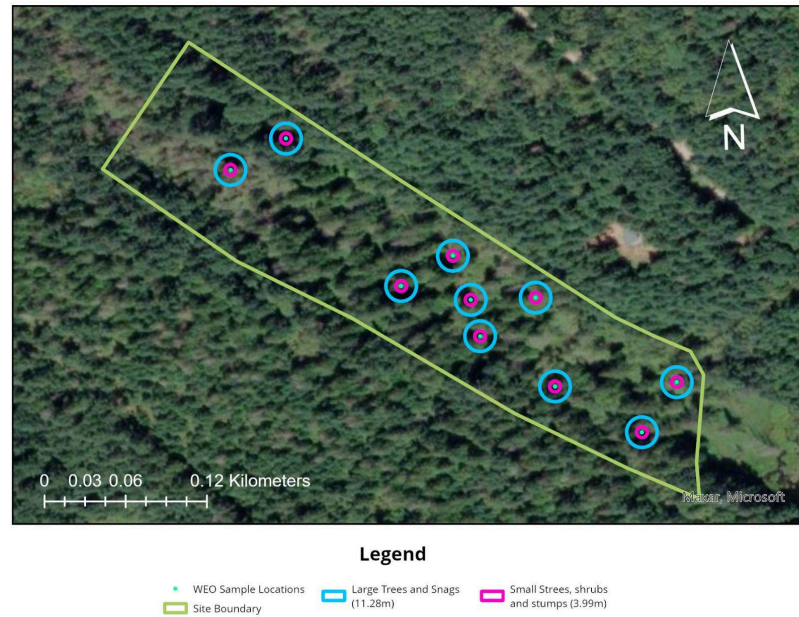 N
0 0.03 0.06 0.12 Kilometers
Maxar, Microsoft
Legend
WEO Sample Locations
Site Boundary
Large Trees and Snags
(11.28m)
Small Strees, shrubs
and stumps (3.99m)